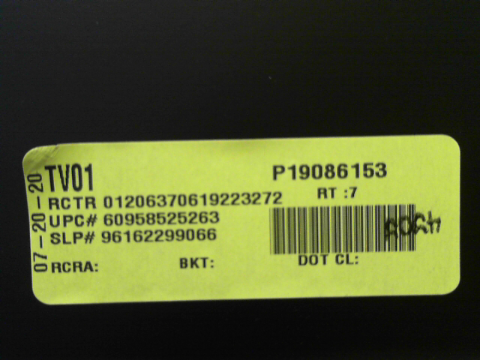 07-20-20
TV01
P19086153
RCTR 01206370619223272
RT :7
UPC# 60958525263
SLP# 96162299066
RCRA:
BKT:
DOT CL: